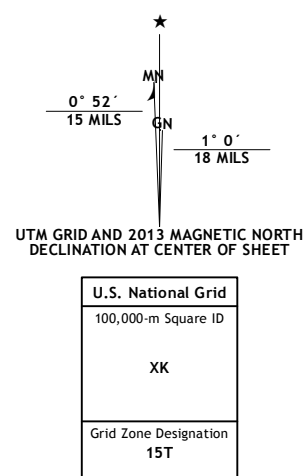 ★
MN
0° 52´
15 MILS
GN
1° 0´
18 MILS
UTM GRID AND 2013 MAGNETIC NORTH
DECLINATION AT CENTER OF SHEET
U.S. National Grid
100,000-m Square ID
XK
Grid Zone Designation
15T